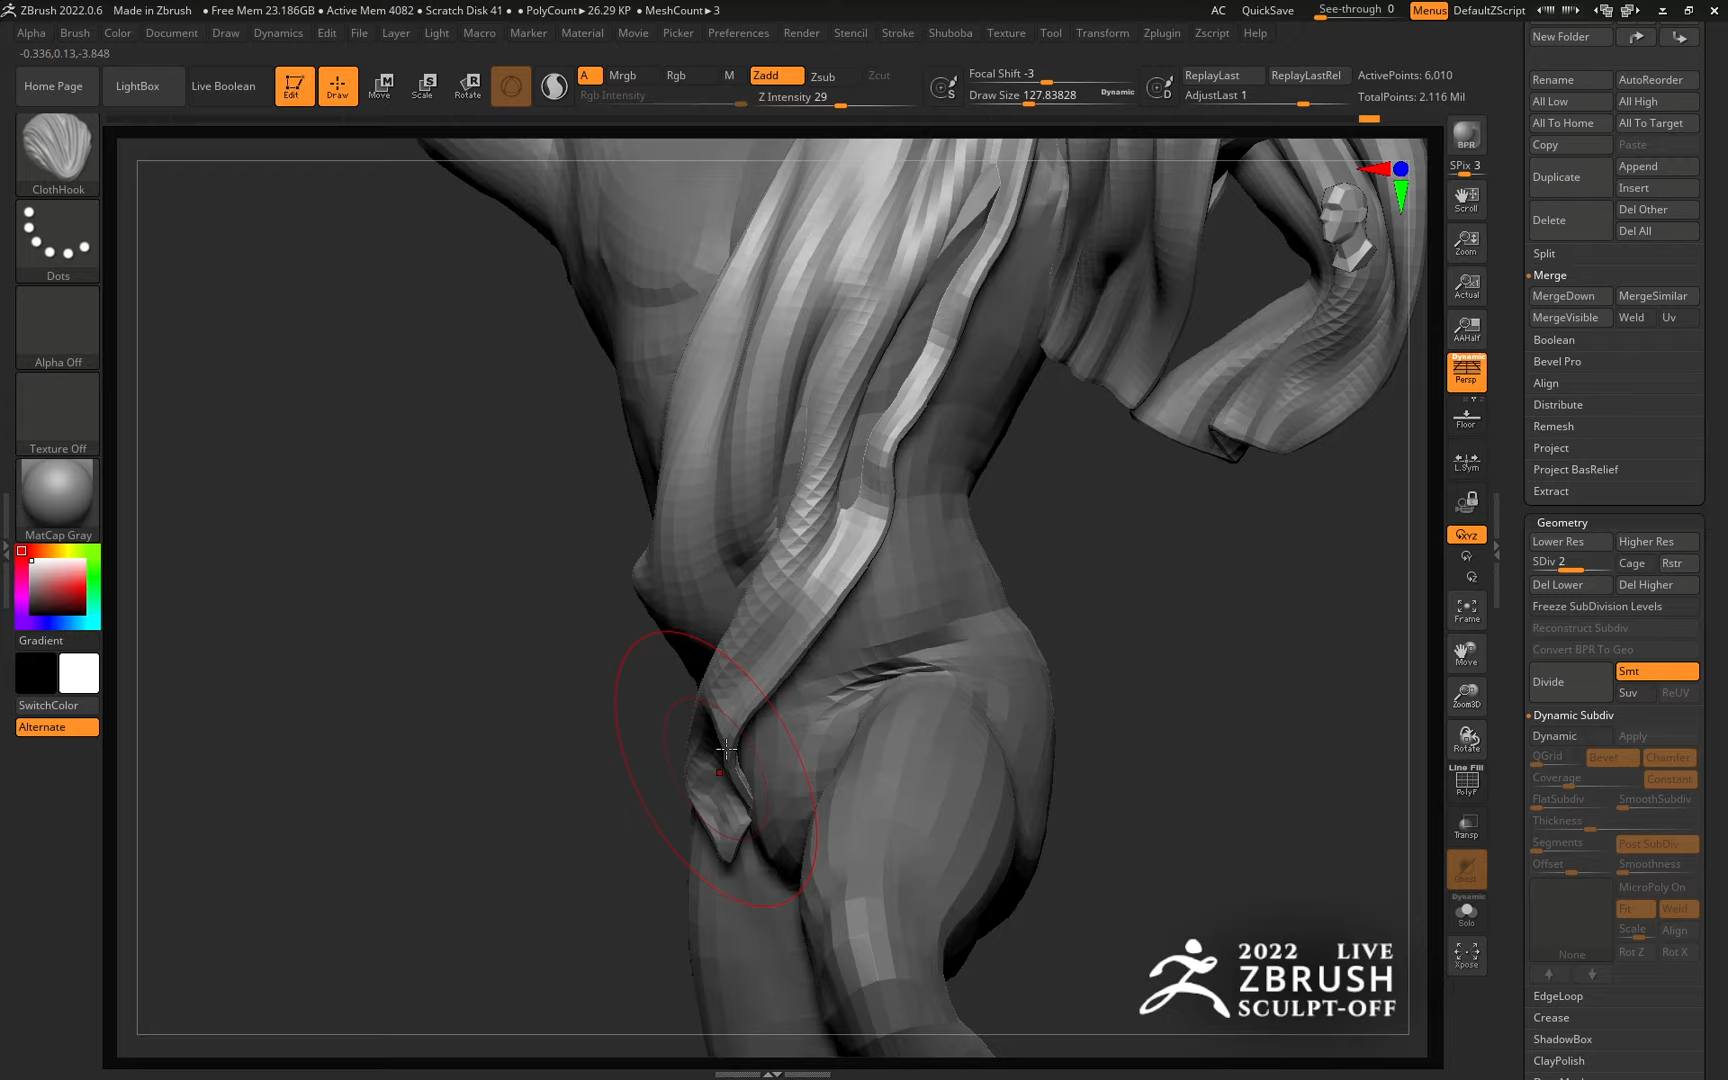 ZBrush 2022.0.6 Made in Zbrush • Free Mem 23.186GB • Active Mem 4082 • Scratch Disk 41 • • PolyCount▸26.29 KP • MeshCount▸3 AC QuickSave See-through 0 Menus DefaultZScript
Alpha Brush Color Document Draw Dynamics Edit File Layer Light Macro Marker Material Movie Picker Preferences Render Shuboba Stencil Stroke Texture Tool Transform Zplugin Zscript Help
-0.336,0.13,-3.848
Home Page
LightBox
Live Boolean
Edit
Draw
Move
Scale
Rotate
A Mrgb Rgb M
Rgb Intensity
Zadd Zsub Zcut
Z Intensity 29
S
Focal Shift -3
Draw Size 127.83828 Dynamic
D
ReplayLast ReplayLastRel
AdjustLast 1
ActivePoints: 6,010
TotalPoints: 2.116 Mil
ClothHook
Dots
Alpha Off
Texture Off
MatCap Gray
Gradient
SwitchColor
Alternate
BPR
SPix 3
Scroll
Zoom
Actual
AAHalf
Dynamic
Persp
Floor
L.Sym
XYZ
Frame
Move
Zoom3D
Rotate
Line Fill
PolyF
Transp
Ghost
Dynamic
Solo
Xpose
New Folder
Rename AutoReorder
All Low All High
All To Home All To Target
Copy Paste
Duplicate Append
Insert
Delete Del Other
Del All
Split
Merge
MergeDown MergeSimilar
MergeVisible Weld Uv
Boolean
Bevel Pro
Align
Distribute
Remesh
Project
Project BasRelief
Extract
Geometry
Lower Res Higher Res
SDiv 2 Cage Rstr
Del Lower Del Higher
Freeze SubDivision Levels
Reconstruct Subdiv
Convert BPR To Geo
Divide Smt
Suv ReUV
Dynamic Subdiv
Dynamic Apply
QGrid Bevel Chamfer
Coverage Constant
FlatSubdiv SmoothSubdiv
Thickness
Segments Post SubDiv
Offset Smoothness
MicroPoly On
Fit Weld
Scale Align
None Rot Z Rot X
EdgeLoop
Crease
ShadowBox
ClayPolish
2022 LIVE
ZBRUSH
SCULPT-OFF